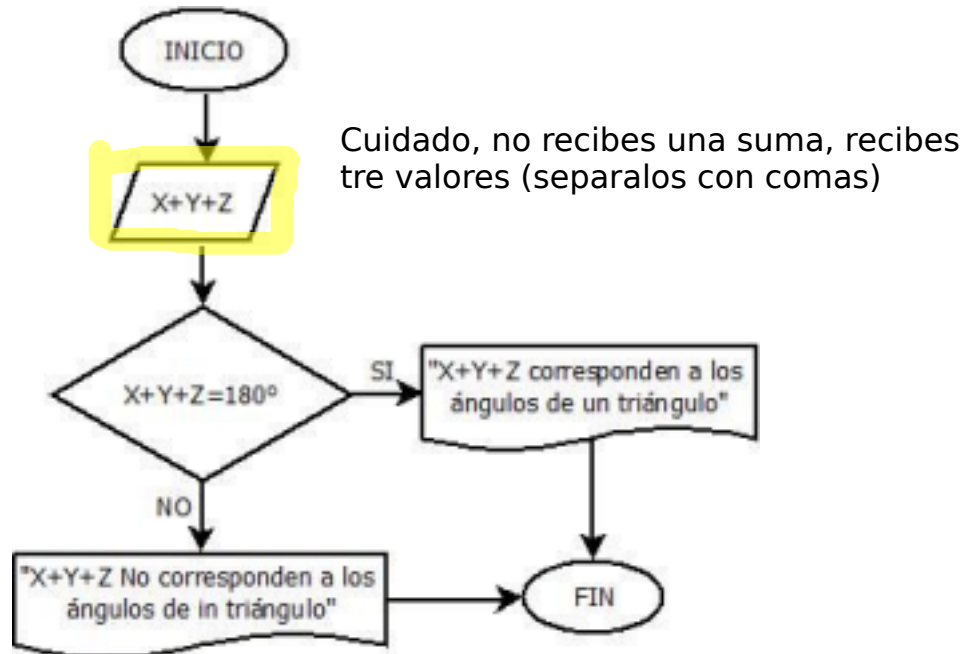 INICIO
Cuidado, no recibes una suma, recibes
tre valores (separalos con comas)
X+Y+Z
X+Y+Z=180º
SI
"X+Y+Z corresponden a los
ángulos de un triángulo"
NO
"X+Y+Z No corresponden a los
ángulos de in triángulo"
FIN